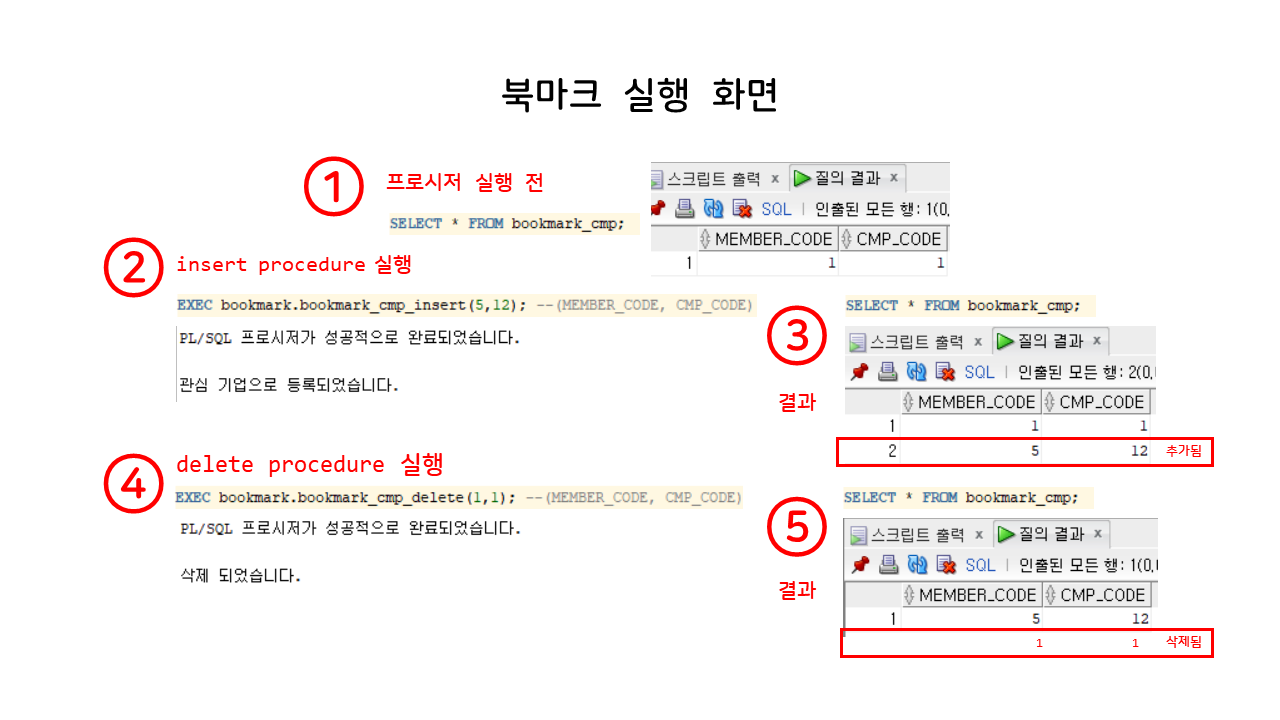 북마크 실행 화면
1 프로시저 실행 전
SELECT * FROM bookmark_cmp;
스크립트 출력 x 질의 결과 x
SQL | 인출된 모든 행: 1(0,
MEMBER_CODE CMP_CODE
1 1 1
2 insert procedure 실행
EXEC bookmark.bookmark_cmp_insert(5,12); --(MEMBER_CODE, CMP_CODE)
PL/SQL 프로시저가 성공적으로 완료되었습니다.
관심 기업으로 등록되었습니다.
3 결과
SELECT * FROM bookmark_cmp;
스크립트 출력 x 질의 결과 x
SQL | 인출된 모든 행: 2(0,
MEMBER_CODE CMP_CODE
1 1 1
2 5 12 추가됨
4 delete procedure 실행
EXEC bookmark.bookmark_cmp_delete(1,1); --(MEMBER_CODE, CMP_CODE)
PL/SQL 프로시저가 성공적으로 완료되었습니다.
삭제 되었습니다.
5 결과
SELECT * FROM bookmark_cmp;
스크립트 출력 x 질의 결과 x
SQL | 인출된 모든 행: 1(0,
MEMBER_CODE CMP_CODE
1 5 12
1 1 삭제됨